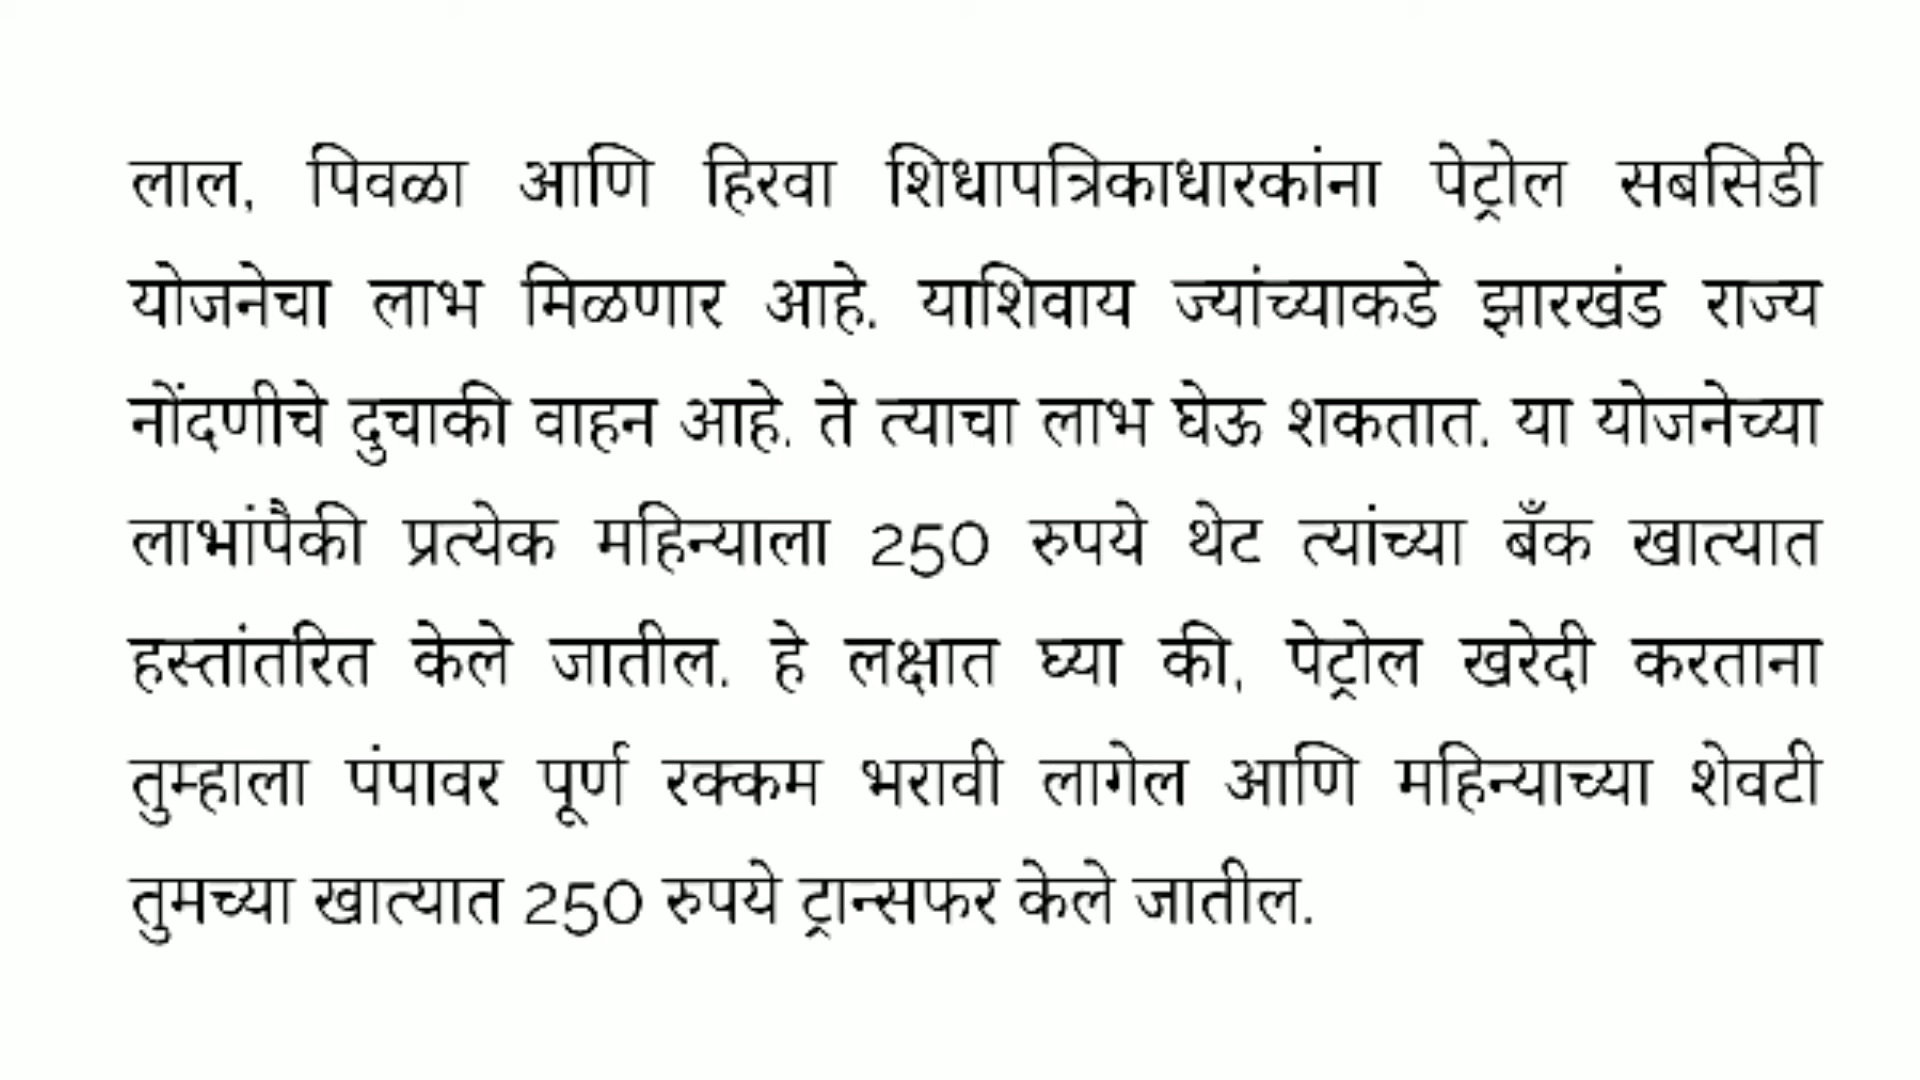 लाल, पिवळा आणि हिरवा शिधापत्रिकाधारकांना पेट्रोल सबसिडी
योजनेचा लाभ मिळणार आहे. याशिवाय ज्यांच्याकडे झारखंड राज्य
नोंदणीचे दुचाकी वाहन आहे. ते त्याचा लाभ घेऊ शकतात. या योजनेच्या
लाभांपैकी प्रत्येक महिन्याला 250 रुपये थेट त्यांच्या बँक खात्यात
हस्तांतरित केले जातील. हे लक्षात घ्या की, पेट्रोल खरेदी करताना
तुम्हाला पंपावर पूर्ण रक्कम भरावी लागेल आणि महिन्याच्या शेवटी
तुमच्या खात्यात 250 रुपये ट्रान्सफर केले जातील.